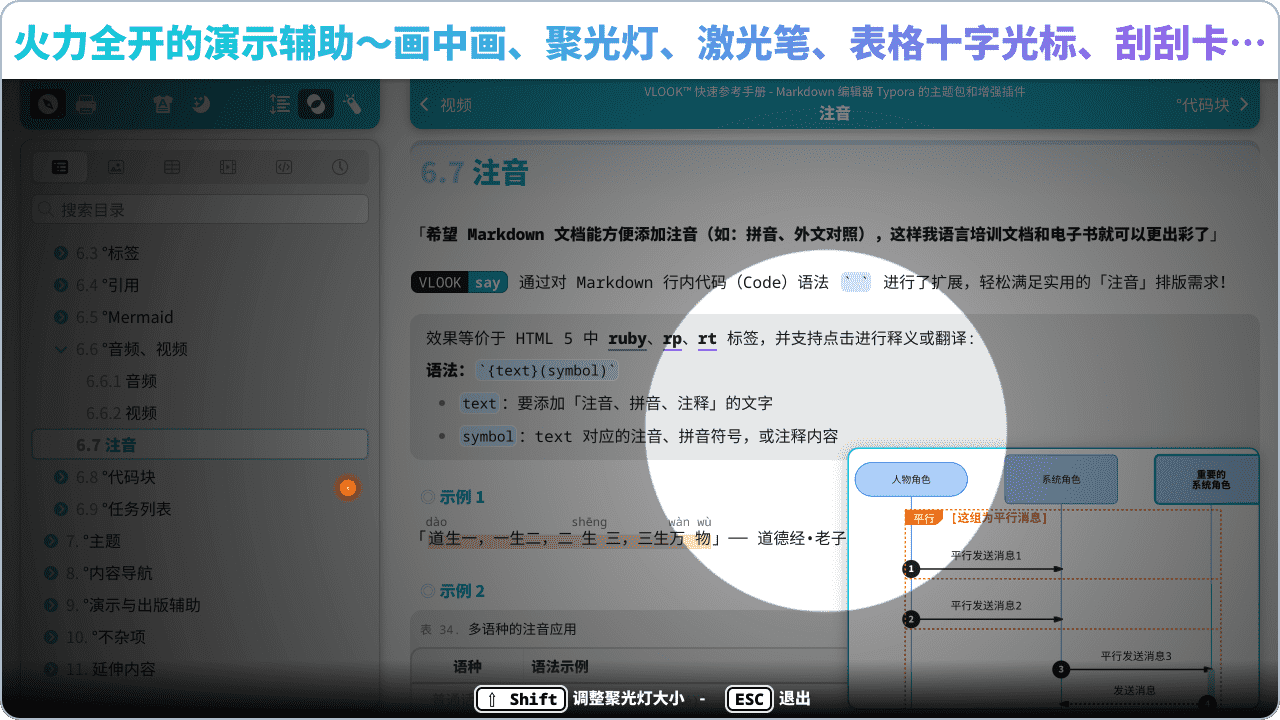 火力全开的演示辅助～画中画、聚光灯、激光笔、表格十字光标、刮刮卡…
视频
VLOOK™ 快速参考手册 - Markdown 编辑器 Typora 的主题包和增强插件
注音
°代码块
搜索目录
6.3 °标签
6.4 °引用
6.5 °Mermaid
6.6 °音频、视频
6.6.1 音频
6.6.2 视频
6.7 注音
6.8 °代码块
6.9 °任务列表
7. °主题
8. °内容导航
9. °演示与出版辅助
10. °不杂项
11. 延伸内容
6.7 注音
「希望 Markdown 文档能方便添加注音（如：拼音、外文对照），这样我语言培训文档和电子书就可以更出彩了」
VLOOK say 通过对 Markdown 行内代码（Code）语法 ` ` 进行了扩展，轻松满足实用的「注音」排版需求！
效果等价于 HTML 5 中 ruby、rp、rt 标签，并支持点击进行释义或翻译：
语法： `{text}(symbol)`
text：要添加「注音、拼音、注释」的文字
symbol：text 对应的注音、拼音符号，或注释内容
示例 1
dào shēng wàn wù
「道生一，一生二，二 生 三，三生万 物」—— 道德经•老子
示例 2
表 34. 多语种的注音应用
语种 语法示例
人物角色
系统角色
重要的
系统角色
平行 [这组为平行消息]
平行发送消息1
1
平行发送消息2
2
平行发送消息3
3
发送消息
4
⇧ Shift 调整聚光灯大小 - ESC 退出